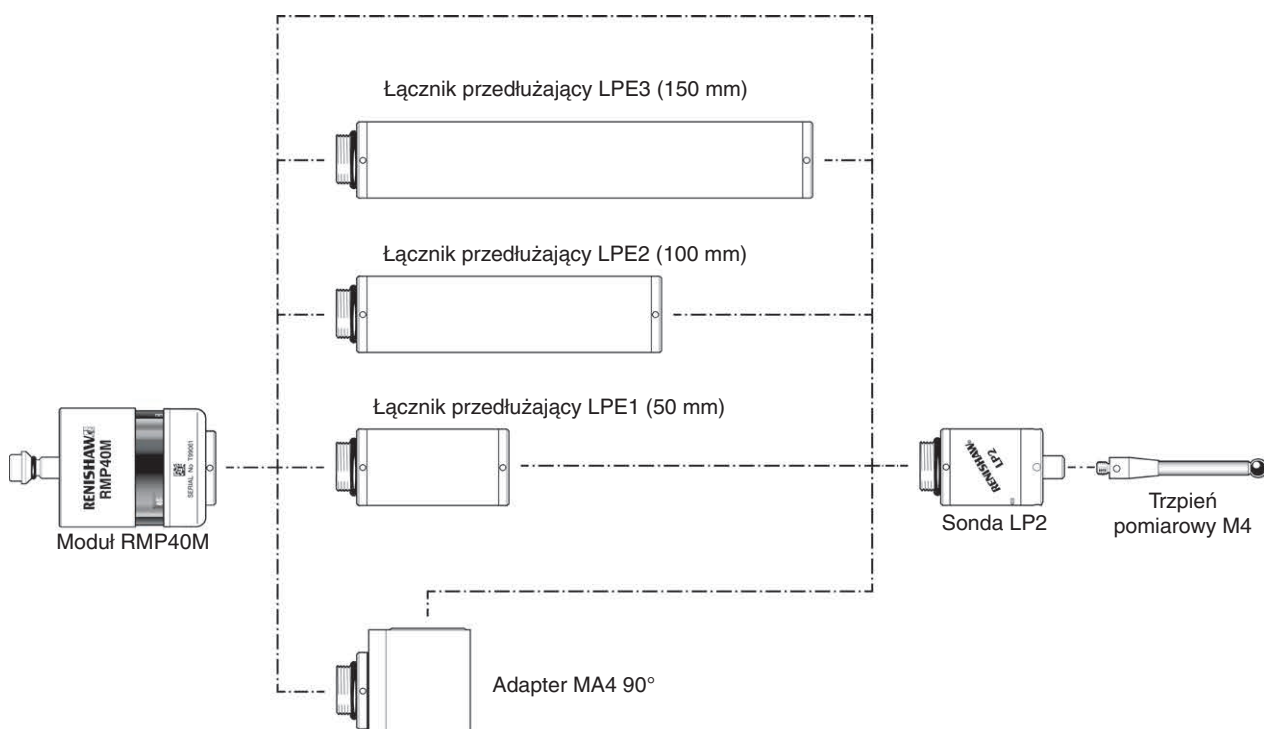 Łącznik przedłużający LPE3 (150 mm)
Łącznik przedłużający LPE2 (100 mm)
Łącznik przedłużający LPE1 (50 mm)
RENISHAW
RMP40M
SERIAL No T99061
Moduł RMP40M
RENISHAW
LP2
Sonda LP2
Trzpień
pomiarowy M4
Adapter MA4 90°